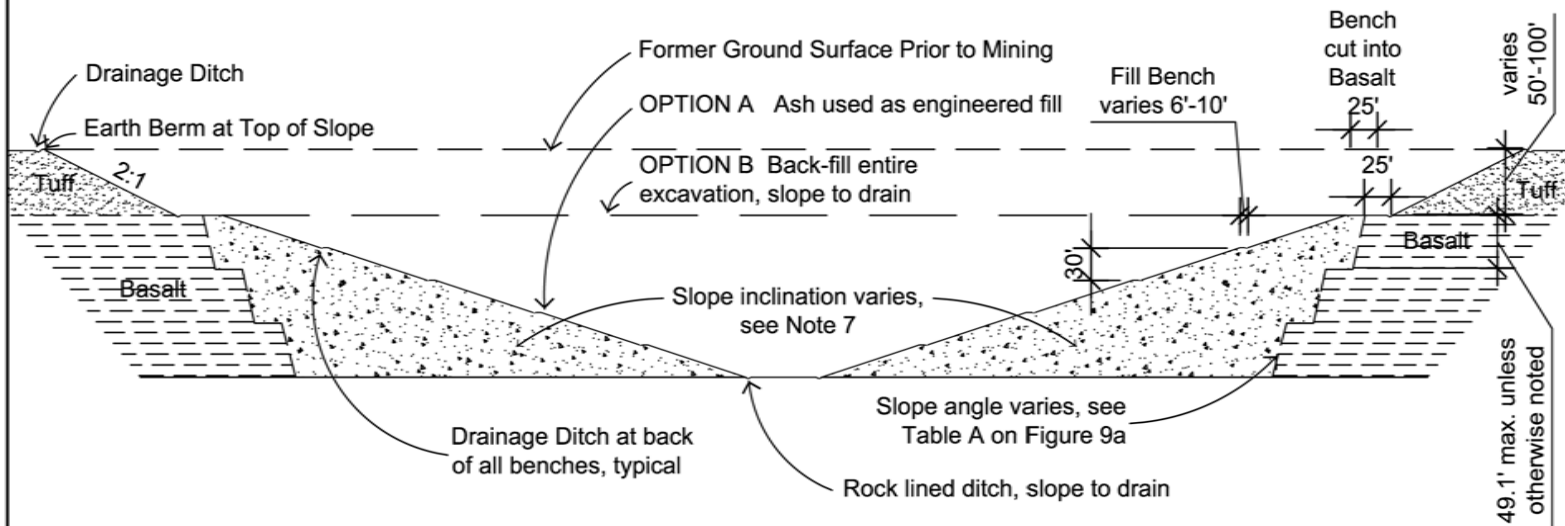 Drainage Ditch
Earth Berm at Top of Slope
2:1
Tuff
Basalt
Former Ground Surface Prior to Mining
OPTION A   Ash used as engineered fill
OPTION B  Back-fill entire
excavation, slope to drain
Fill Bench
varies 6'-10'
Bench
cut into
Basalt
25'
25'
varies
50'-100'
Tuff
Basalt
30'
Slope inclination varies,
see Note 7
Slope angle varies, see
Table A on Figure 9a
Drainage Ditch at back
of all benches, typical
Rock lined ditch, slope to drain
49.1' max. unless
otherwise noted